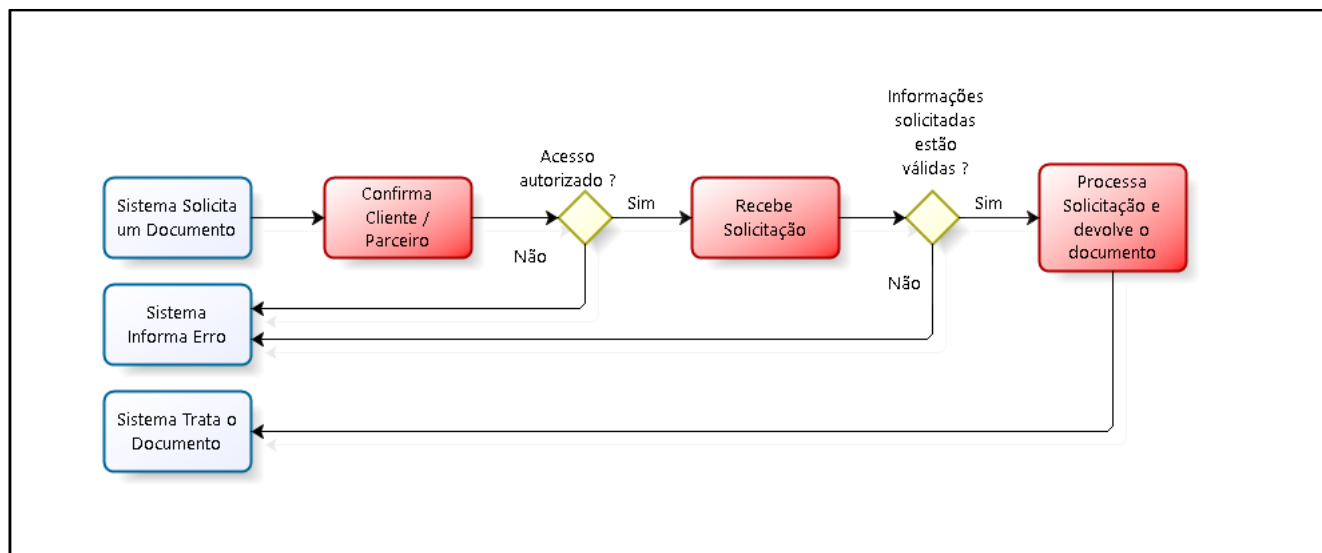 Sistema Solicita
um Documento
Confirma
Cliente /
Parceiro
Acesso
autorizado ?
Sim
Não
Recebe
Solicitação
Informações
solicitadas
estão
válidas ?
Sim
Não
Processa
Solicitação e
devolve o
documento
Sistema
Informa Erro
Sistema Trata o
Documento